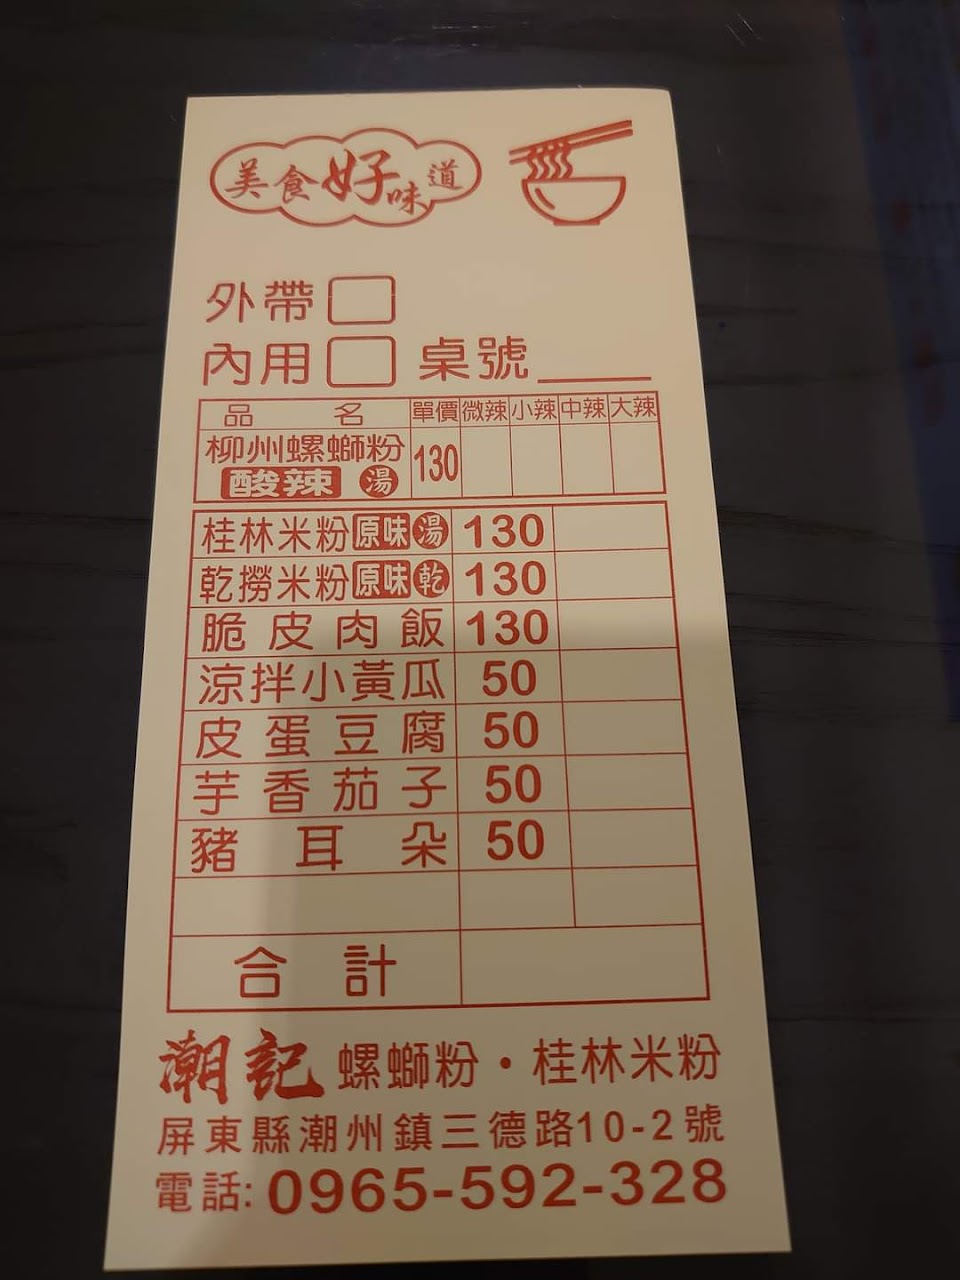 美食好味道
外帶
內用 桌號
品名 單價 微辣 小辣 中辣 大辣
柳州螺螄粉 130
酸辣 湯
桂林米粉 原味 湯 130
乾撈米粉 原味 乾 130
脆皮肉飯 130
涼拌小黃瓜 50
皮蛋豆腐 50
芋香茄子 50
豬耳朵 50
合計
潮記 螺螄粉・桂林米粉
屏東縣潮州鎮三德路10-2號
電話: 0965-592-328